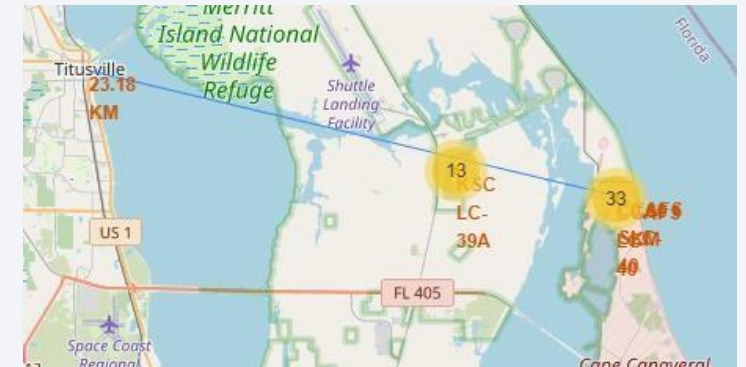 Merritt
Island National
Wildlife
Refuge
Florida
Titusville
23.18
KM
Shuttle
Landing
Facility
13
KSC
LC-
39A
33
40
US 1
FL 405
Space Coast
Regional
Cape Canaveral